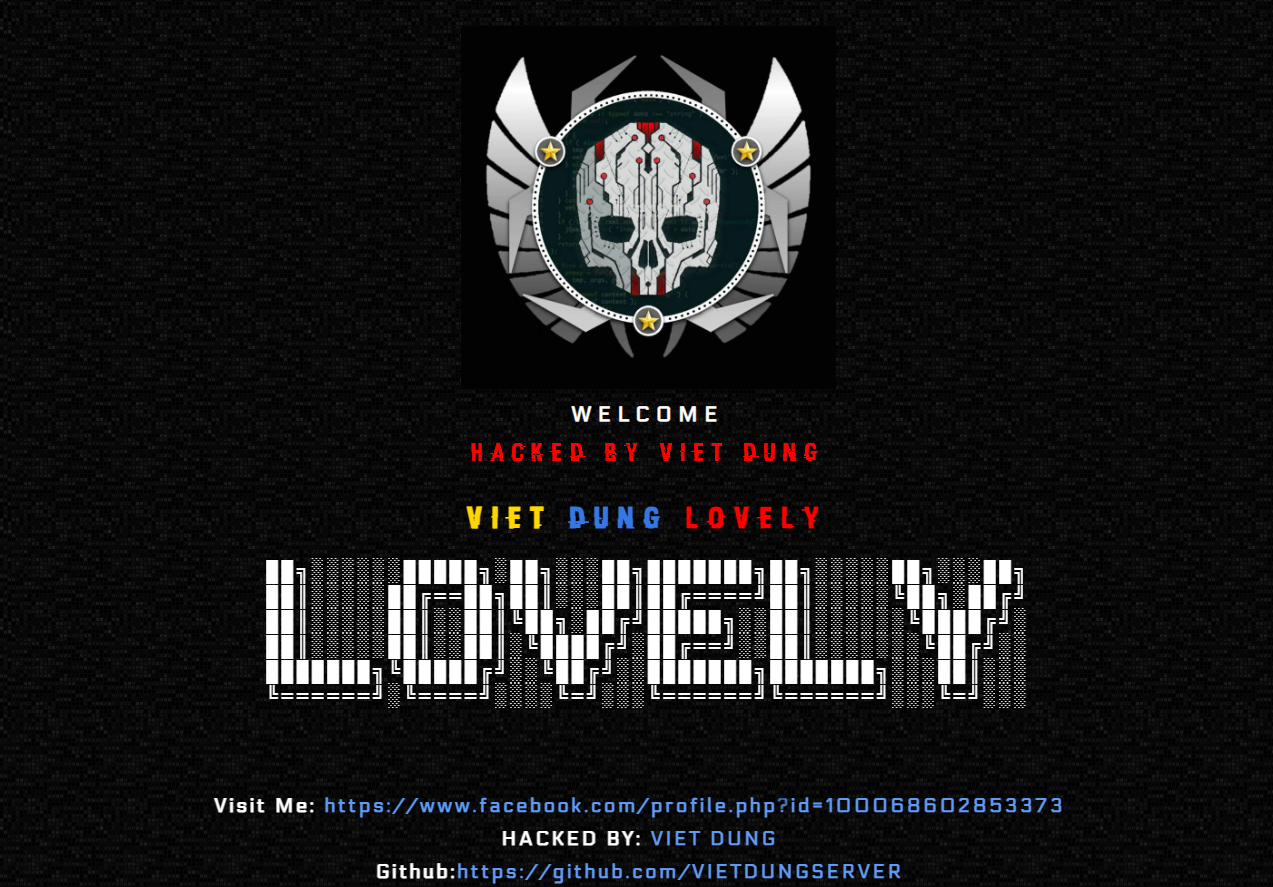 WELCOME
HACKED BY VIET DUNG
VIET DUNG LOVELY
LOVELY
Visit Me: https://www.facebook.com/profile.php?id=100068602853373
HACKED BY: VIET DUNG
Github:https://github.com/VIETDUNGSERVER